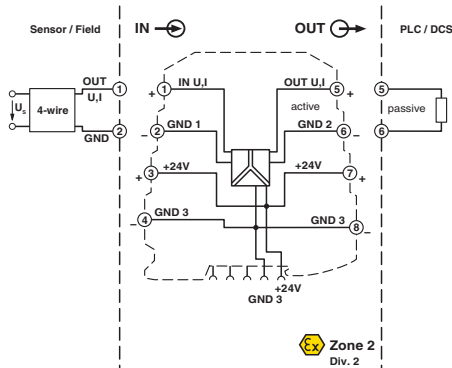 Sensor / Field
IN
OUT
PLC / DCS
OUT
U,I
1
1
+
IN U,I
OUT U,I
5
+
5
Us
4-wire
active
passive
GND
2
2
–
GND 1
GND 2
6
–
6
3
+
+24V
+24V
7
+
4
–
GND 3
GND 3
8
–
+24V
GND 3
Ex
Zone 2
Div. 2